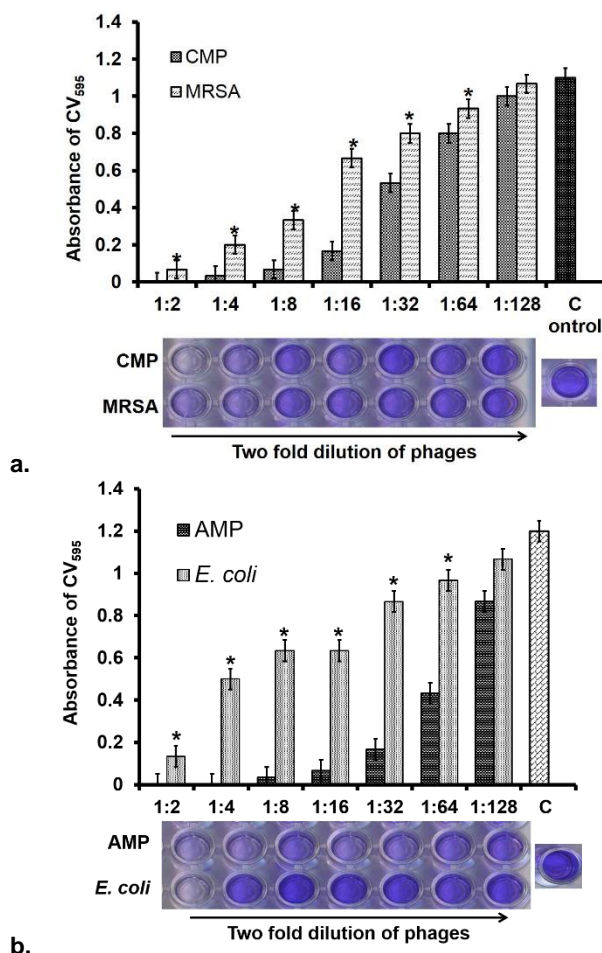 1.4
1.2
1
0.8
0.6
0.4
0.2
0
Absorbance of CV595
CMP
MRSA
* * * * * *
1:2 1:4 1:8 1:16 1:32 1:64 1:128 C
ontrol
CMP
MRSA
Two fold dilution of phages
a.
1.4
1.2
1
0.8
0.6
0.4
0.2
0
Absorbance of CV595
AMP
E. coli
* * * * * *
1:2 1:4 1:8 1:16 1:32 1:64 1:128 C
AMP
E. coli
Two fold dilution of phages
b.